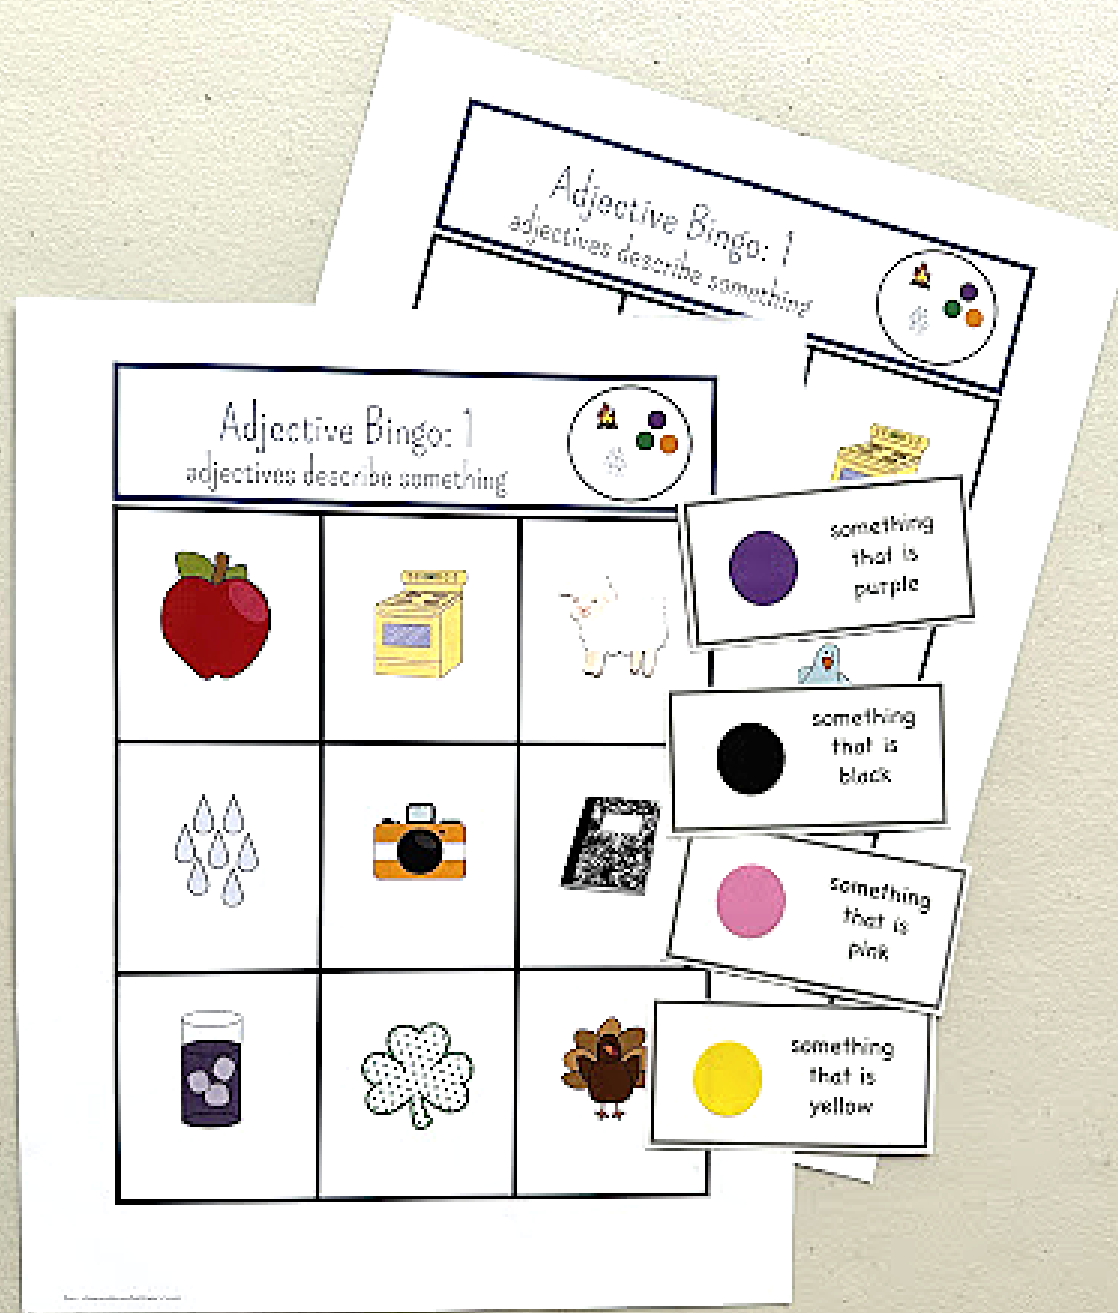 Adjective Bingo: 1
adjectives describe something
Adjective Bingo: 1
adjectives describe something
something
that is
purple
something
that is
black
something
that is
pink
something
that is
yellow